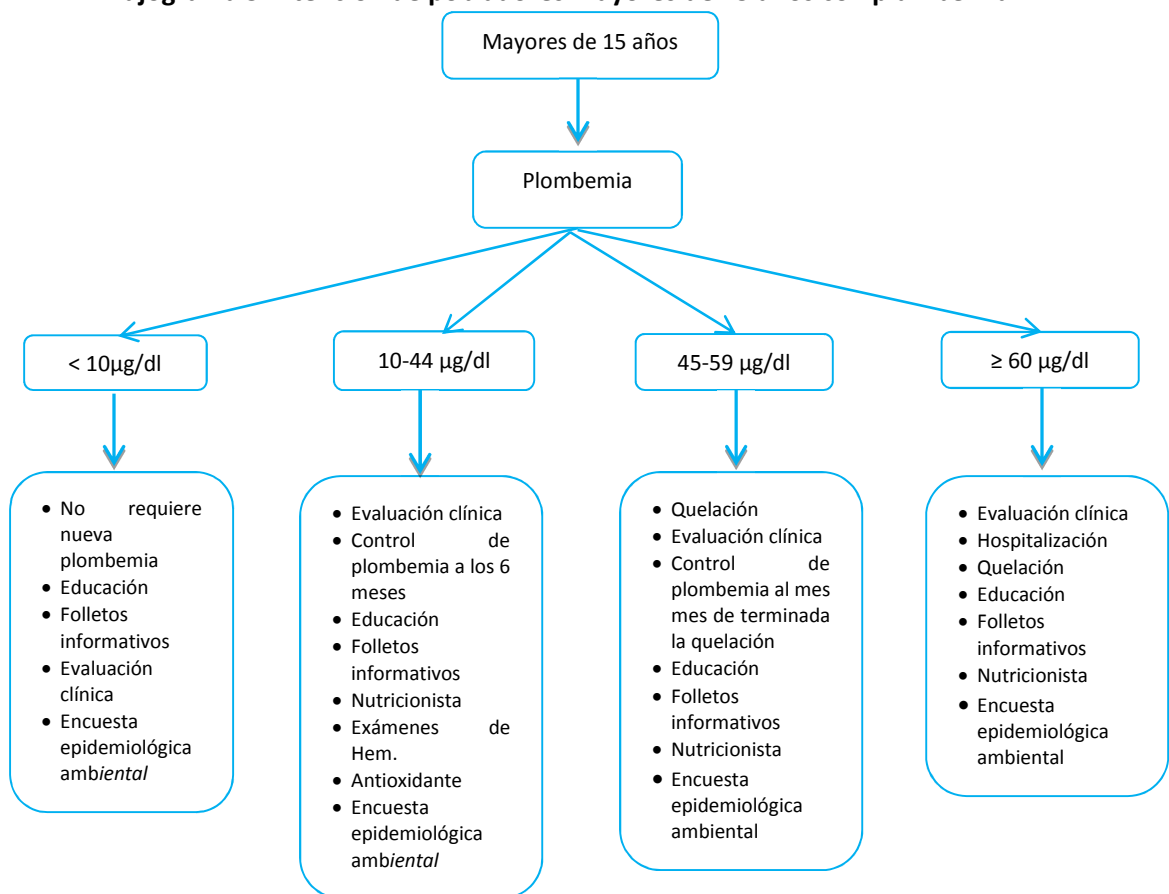 Mayores de 15 años
Plombemia
< 10µg/dl
10-44 µg/dl
45-59 µg/dl
≥ 60 µg/dl
• No requiere
nueva
plombemia
• Educación
• Folletos
informativos
• Evaluación
clínica
• Encuesta
epidemiológica
ambiental
• Evaluación clínica
• Control de
plombemia a los 6
meses
• Educación
• Folletos
informativos
• Nutricionista
• Exámenes de
Hem.
• Antioxidante
• Encuesta
epidemiológica
ambiental
• Quelación
• Evaluación clínica
• Control de
plombemia al mes
mes de terminada
la quelación
• Educación
• Folletos
informativos
• Nutricionista
• Encuesta
epidemiológica
ambiental
• Evaluación clínica
• Hospitalización
• Quelación
• Educación
• Folletos
informativos
• Nutricionista
• Encuesta
epidemiológica
ambiental